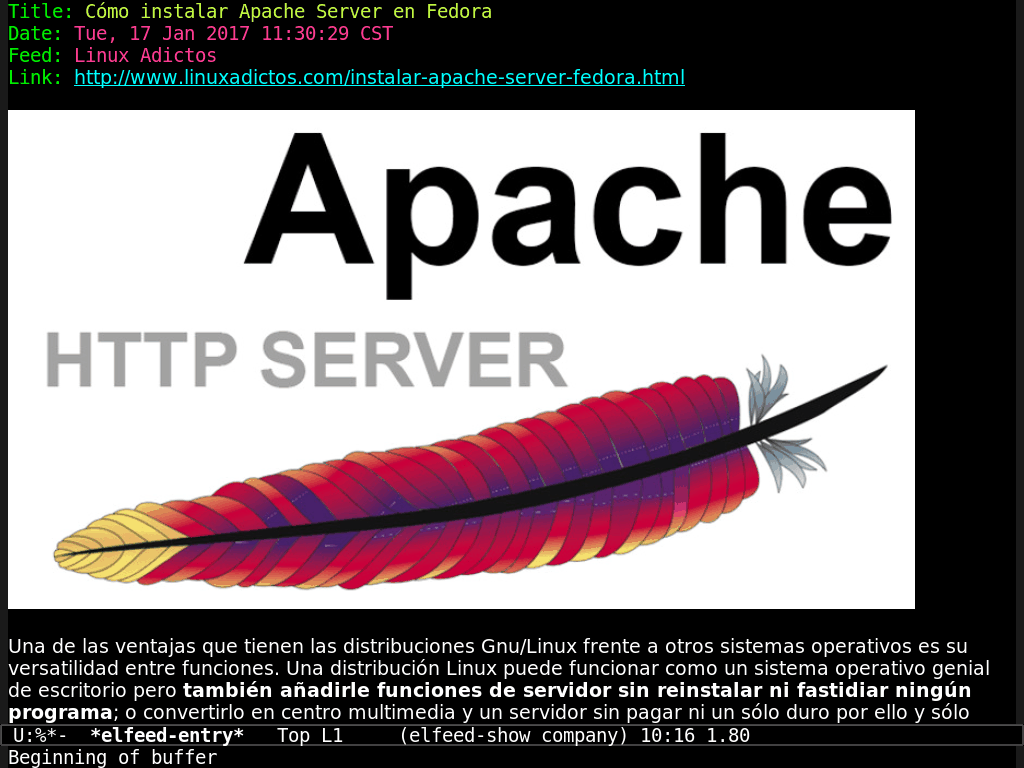 Title: Cómo instalar Apache Server en Fedora
Date: Tue, 17 Jan 2017 11:30:29 CST
Feed: Linux Adictos
Link: http://www.linuxadictos.com/instalar-apache-server-fedora.html
Apache
HTTP SERVER
Una de las ventajas que tienen las distribuciones Gnu/Linux frente a otros sistemas operativos es su
versatilidad entre funciones. Una distribución Linux puede funcionar como un sistema operativo genial
de escritorio pero también añadirle funciones de servidor sin reinstalar ni fastidiar ningún
programa; o convertirlo en centro multimedia y un servidor sin pagar ni un sólo duro por ello y sólo
U:%*-  *elfeed-entry*   Top L1     (elfeed-show company) 10:16 1.80
Beginning of buffer